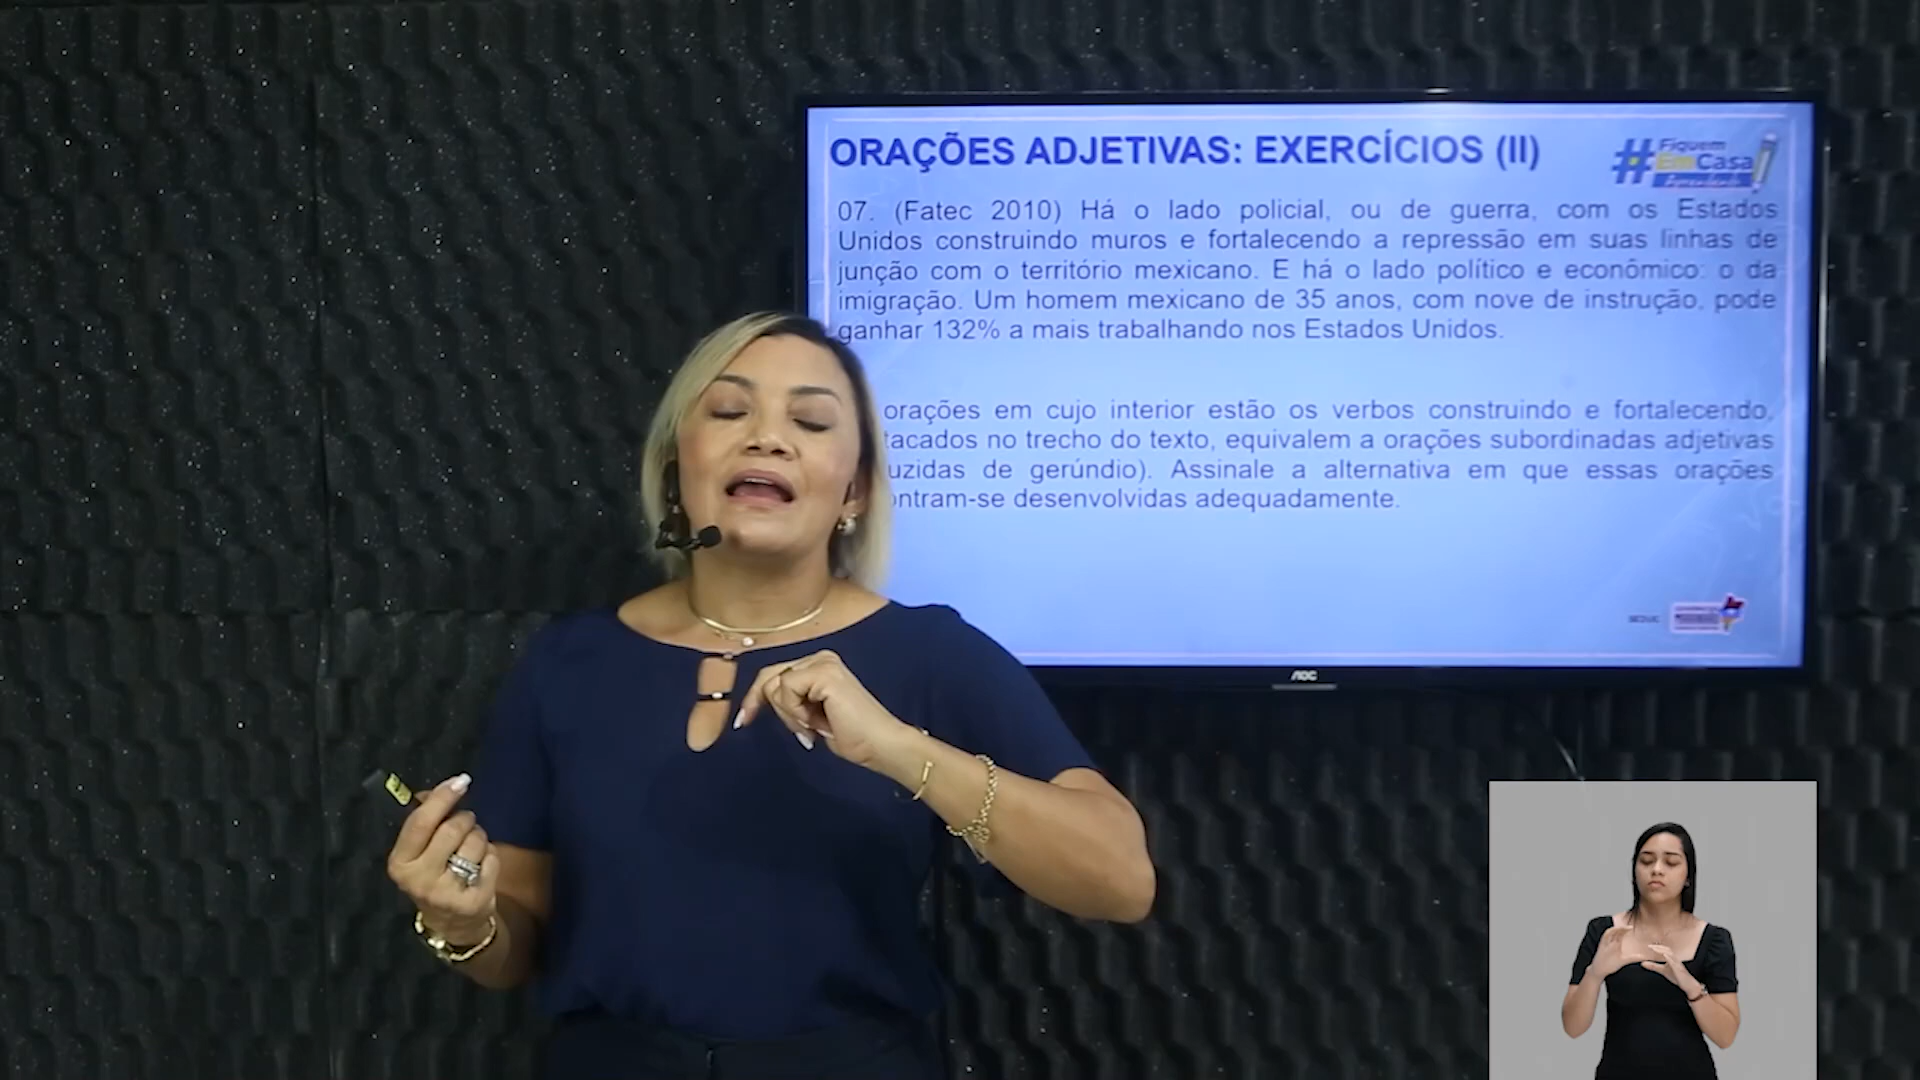 ORAÇÕES ADJETIVAS: EXERCÍCIOS (II)
#Fiquem
EmCasa
07. (Fatec 2010) Há o lado policial, ou de guerra, com os Estados
Unidos construindo muros e fortalecendo a repressão em suas linhas de
junção com o território mexicano. E há o lado político e econômico: o da
imigração. Um homem mexicano de 35 anos, com nove de instrução, pode
ganhar 132% a mais trabalhando nos Estados Unidos.
orações em cujo interior estão os verbos construindo e fortalecendo,
tacados no trecho do texto, equivalem a orações subordinadas adjetivas
uzidas de gerúndio). Assinale a alternativa em que essas orações
ontram-se desenvolvidas adequadamente.
SEDUC
AOC